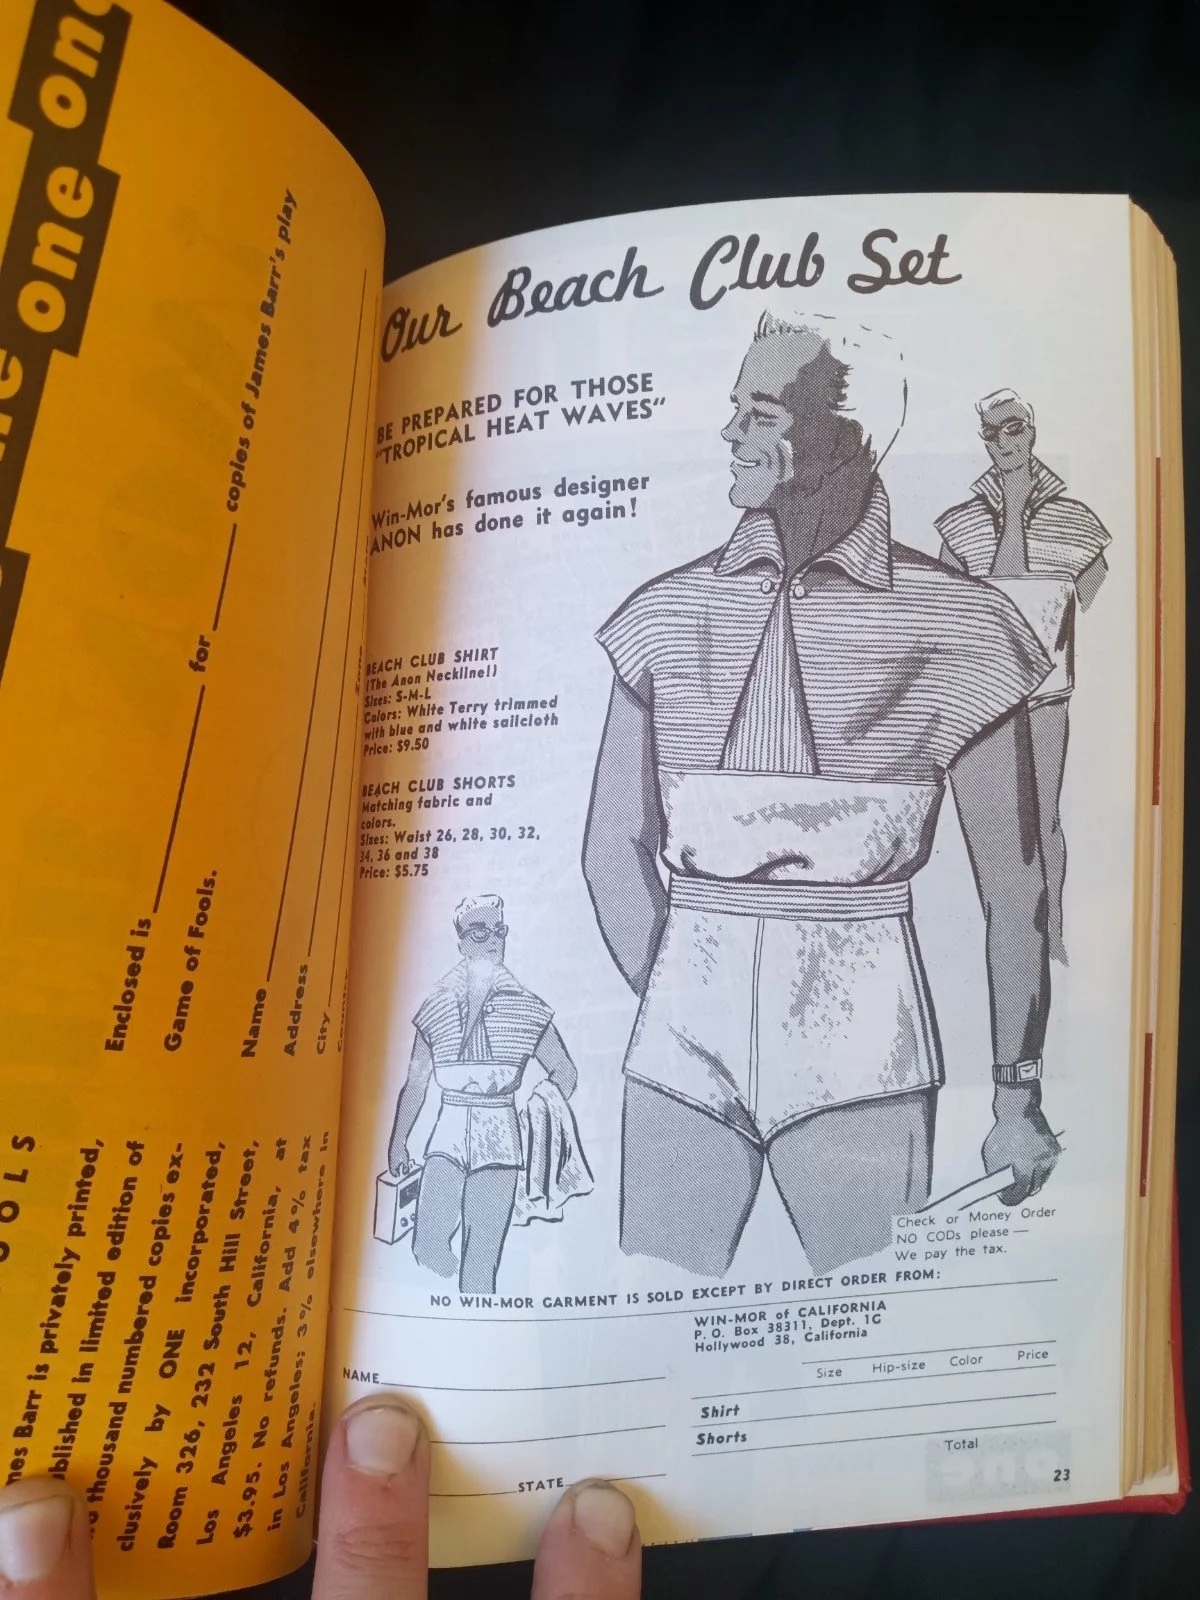 one one
one one
OLS
Barr is privately printed,
published in limited edition of
thousand numbered copies ex-
clusively by ONE incorporated,
Room 326, 232 South Hill Street,
Los Angeles 12, California, at
$3.95. No refunds. Add 4% tax
in Los Angeles; 3% elsewhere in
California.
Enclosed is for copies of James Barr's play
Game of Fools.
Name
Address
City Zone
Our Beach Club Set
BE PREPARED FOR THOSE
"TROPICAL HEAT WAVES"
Win-Mor's famous designer
ANON has done it again!
BEACH CLUB SHIRT
(The Anon Neckline!)
Sizes: S-M-L
Colors: White Terry trimmed
with blue and white sailcloth
Price: $9.50
BEACH CLUB SHORTS
Matching fabric and
colors.
Sizes: Waist 26, 28, 30, 32,
34, 36 and 38
Price: $5.75
Check or Money Order
NO CODs please —
We pay the tax.
NO WIN-MOR GARMENT IS SOLD EXCEPT BY DIRECT ORDER FROM:
WIN-MOR of CALIFORNIA
P. O. Box 38311, Dept. 1G
Hollywood 38, California
Size Hip-size Color Price
NAME
Shirt
Shorts
Total
STATE
23